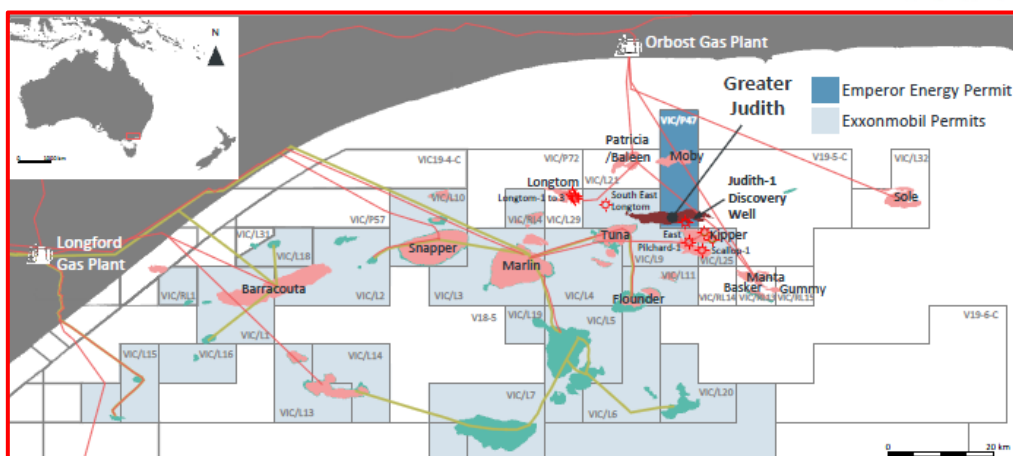 N
1000 km
Orbost Gas Plant
Greater
Judith
Emperor Energy Permit
Exxonmobil Permits
VIC/P47
Patricia
/Baleen
Moby
VIC19-4-C
VIC/P72
V19-5-C
VIC/L32
VIC/L21
Longtom
Longtom-1 to 3
South East
Longtom
Judith-1
Discovery
Well
Sole
VIC/L10
VIC/RL4
VIC/L29
VIC/P57
East
Kipper
Pilchard-1
Scallop-1
Tuna
Longford
Gas Plant
VIC/L31
VIC/L18
Snapper
Marlin
VIC/L9
VIC/L25
VIC/L11
Manta
Basker
Gummy
Barracouta
VIC/RL1
VIC/L2
VIC/L3
VIC/L4
Flounder
VIC/RL14
VIC/RL13
VIC/RL15
V18-5
VIC/L19
VIC/L5
V19-6-C
VIC/L1
VIC/L15
VIC/L16
VIC/L14
VIC/L13
VIC/L7
VIC/L6
VIC/L20
0
20 km